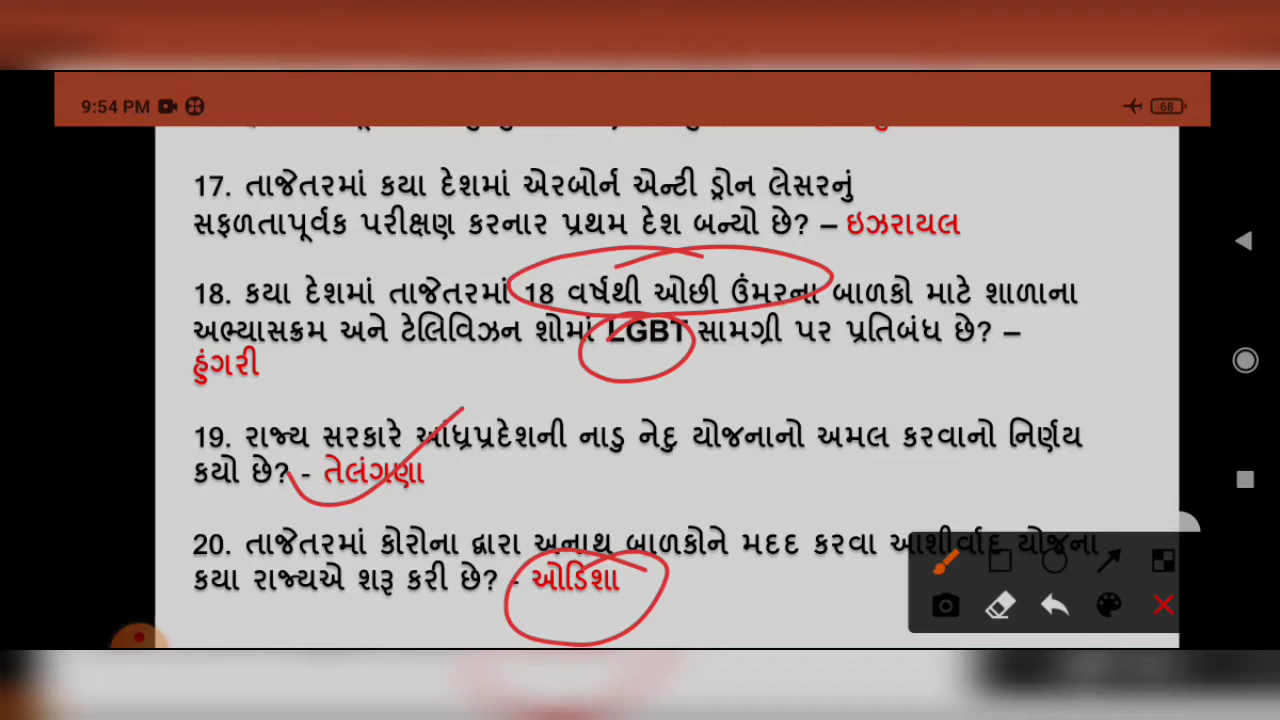 9:54 PM
68
17. તાજેતરમાં કયા દેશમાં એરબોર્ન એન્ટી ડ્રોન લેસરનું
સફળતાપૂર્વક પરીક્ષણ કરનાર પ્રથમ દેશ બન્યો છે? – ઇઝરાયલ
18. કયા દેશમાં તાજેતરમાં 18 વર્ષથી ઓછી ઉંમરના બાળકો માટે શાળાના
અભ્યાસક્રમ અને ટેલિવિઝન શોમાં LGBT સામગ્રી પર પ્રતિબંધ છે? –
હુંગરી
19. રાજ્ય સરકારે આંધ્રપ્રદેશની નાડુ નેદુ યોજનાનો અમલ કરવાનો નિર્ણય
કયો છે? - તેલંગણા
20. તાજેતરમાં કોરોના દ્વારા અનાથ બાળકોને મદદ કરવા આશીર્વાદ યોજના
કયા રાજ્યએ શરૂ કરી છે? - ઓડિશા